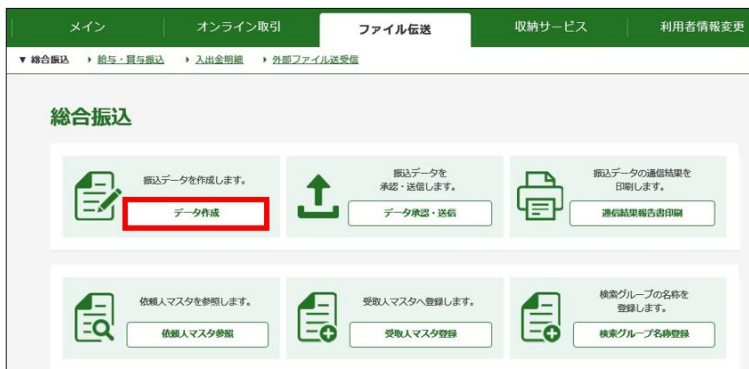 メイン オンライン取引 ファイル伝送 収納サービス 利用者情報変更
▼ 総合振込 ▶ 給与・賞与振込 ▶ 入出金明細 ▶ 外部ファイル送受信
総合振込
振込データを作成します。
データ作成
振込データを
承認・送信します。
データ承認・送信
振込データの通信結果を
印刷します。
通信結果報告書印刷
依頼人マスタを参照します。
依頼人マスタ参照
受取人マスタへ登録します。
受取人マスタ登録
検索グループの名称を
登録します。
検索グループ名称登録